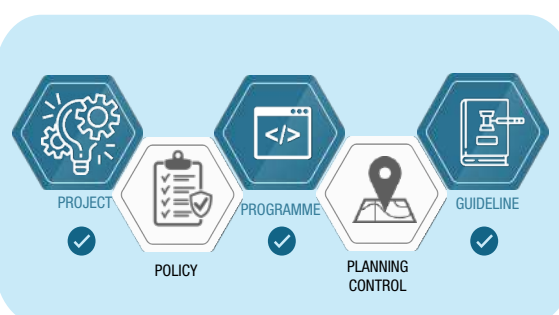 PROJECT
POLICY
</>
PROGRAMME
PLANNING
CONTROL
GUIDELINE